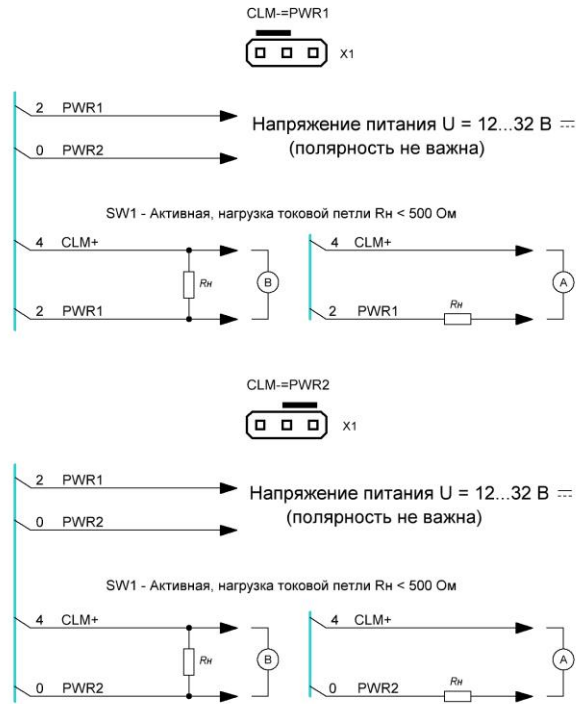 CLM-=PWR1
X1
2 PWR1
0 PWR2
Напряжение питания U = 12...32 В
(полярность не важна)
SW1 - Активная, нагрузка токовой петли Rн < 500 Ом
4 CLM+
Rн
В
2 PWR1
4 CLM+
А
2 PWR1
Rн
CLM-=PWR2
X1
2 PWR1
0 PWR2
Напряжение питания U = 12...32 В
(полярность не важна)
SW1 - Активная, нагрузка токовой петли Rн < 500 Ом
4 CLM+
Rн
В
0 PWR2
4 CLM+
А
0 PWR2
Rн